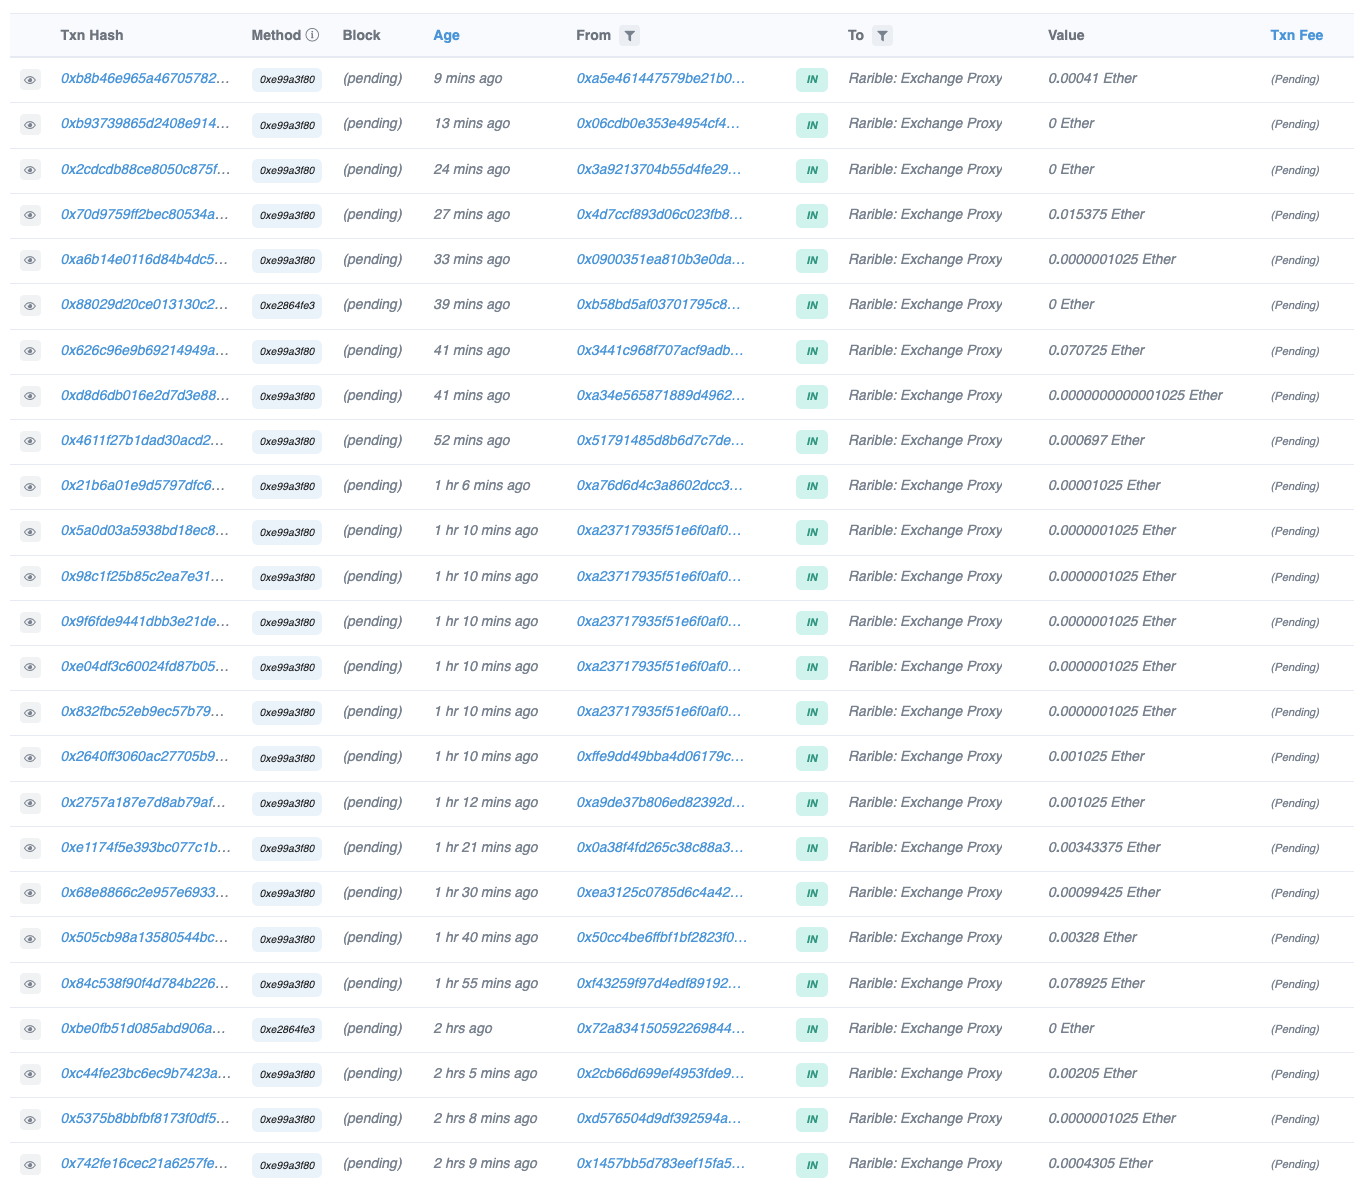 Txn Hash Method Block Age From To Value Txn Fee
0xb8b46e965a46705782... 0xe99a3f80 (pending) 9 mins ago 0xa5e461447579be21b0... IN Rarible: Exchange Proxy 0.00041 Ether (Pending)
0xb93739865d2408e914... 0xe99a3f80 (pending) 13 mins ago 0x06cdb0e353e4954cf4... IN Rarible: Exchange Proxy 0 Ether (Pending)
0x2cdcdb88ce8050c875f... 0xe99a3f80 (pending) 24 mins ago 0x3a9213704b55d4fe29... IN Rarible: Exchange Proxy 0 Ether (Pending)
0x70d9759ff2bec80534a... 0xe99a3f80 (pending) 27 mins ago 0x4d7ccf893d06c023fb8... IN Rarible: Exchange Proxy 0.015375 Ether (Pending)
0xa6b14e0116d84b4dc5... 0xe99a3f80 (pending) 33 mins ago 0x0900351ea810b3e0da... IN Rarible: Exchange Proxy 0.0000001025 Ether (Pending)
0x88029d20ce013130c2... 0xe2864fe3 (pending) 39 mins ago 0xb58bd5af03701795c8... IN Rarible: Exchange Proxy 0 Ether (Pending)
0x626c96e9b69214949a... 0xe99a3f80 (pending) 41 mins ago 0x3441c968f707acf9adb... IN Rarible: Exchange Proxy 0.070725 Ether (Pending)
0xd8d6db016e2d7d3e88... 0xe99a3f80 (pending) 41 mins ago 0xa34e565871889d4962... IN Rarible: Exchange Proxy 0.0000000000001025 Ether (Pending)
0x4611f27b1dad30acd2... 0xe99a3f80 (pending) 52 mins ago 0x51791485d8b6d7c7de... IN Rarible: Exchange Proxy 0.000697 Ether (Pending)
0x21b6a01e9d5797dfc6... 0xe99a3f80 (pending) 1 hr 6 mins ago 0xa76d6d4c3a8602dcc3... IN Rarible: Exchange Proxy 0.00001025 Ether (Pending)
0x5a0d03a5938bd18ec8... 0xe99a3f80 (pending) 1 hr 10 mins ago 0xa23717935f51e6f0af0... IN Rarible: Exchange Proxy 0.0000001025 Ether (Pending)
0x98c1f25b85c2ea7e31... 0xe99a3f80 (pending) 1 hr 10 mins ago 0xa23717935f51e6f0af0... IN Rarible: Exchange Proxy 0.0000001025 Ether (Pending)
0x9f6fde9441dbb3e21de... 0xe99a3f80 (pending) 1 hr 10 mins ago 0xa23717935f51e6f0af0... IN Rarible: Exchange Proxy 0.0000001025 Ether (Pending)
0xe04df3c60024fd87b05... 0xe99a3f80 (pending) 1 hr 10 mins ago 0xa23717935f51e6f0af0... IN Rarible: Exchange Proxy 0.0000001025 Ether (Pending)
0x832fbc52eb9ec57b79... 0xe99a3f80 (pending) 1 hr 10 mins ago 0xa23717935f51e6f0af0... IN Rarible: Exchange Proxy 0.0000001025 Ether (Pending)
0x2640ff3060ac27705b9... 0xe99a3f80 (pending) 1 hr 10 mins ago 0xffe9dd49bba4d06179c... IN Rarible: Exchange Proxy 0.001025 Ether (Pending)
0x2757a187e7d8ab79af... 0xe99a3f80 (pending) 1 hr 12 mins ago 0xa9de37b806ed82392d... IN Rarible: Exchange Proxy 0.001025 Ether (Pending)
0xe1174f5e393bc077c1b... 0xe99a3f80 (pending) 1 hr 21 mins ago 0x0a38f4fd265c38c88a3... IN Rarible: Exchange Proxy 0.00343375 Ether (Pending)
0x68e8866c2e957e6933... 0xe99a3f80 (pending) 1 hr 30 mins ago 0xea3125c0785d6c4a42... IN Rarible: Exchange Proxy 0.00099425 Ether (Pending)
0x505cb98a13580544bc... 0xe99a3f80 (pending) 1 hr 40 mins ago 0x50cc4be6ffbf1bf2823f0... IN Rarible: Exchange Proxy 0.00328 Ether (Pending)
0x84c538f90f4d784b226... 0xe99a3f80 (pending) 1 hr 55 mins ago 0xf43259f97d4edf89192... IN Rarible: Exchange Proxy 0.078925 Ether (Pending)
0xbe0fb51d085abd906a... 0xe2864fe3 (pending) 2 hrs ago 0x72a834150592269844... IN Rarible: Exchange Proxy 0 Ether (Pending)
0xc44fe23bc6ec9b7423a... 0xe99a3f80 (pending) 2 hrs 5 mins ago 0x2cb66d699ef4953fde9... IN Rarible: Exchange Proxy 0.00205 Ether (Pending)
0x5375b8bbfbf8173f0df5... 0xe99a3f80 (pending) 2 hrs 8 mins ago 0xd576504d9df392594a... IN Rarible: Exchange Proxy 0.0000001025 Ether (Pending)
0x742fe16cec21a6257fe... 0xe99a3f80 (pending) 2 hrs 9 mins ago 0x1457bb5d783eef15fa5... IN Rarible: Exchange Proxy 0.0004305 Ether (Pending)